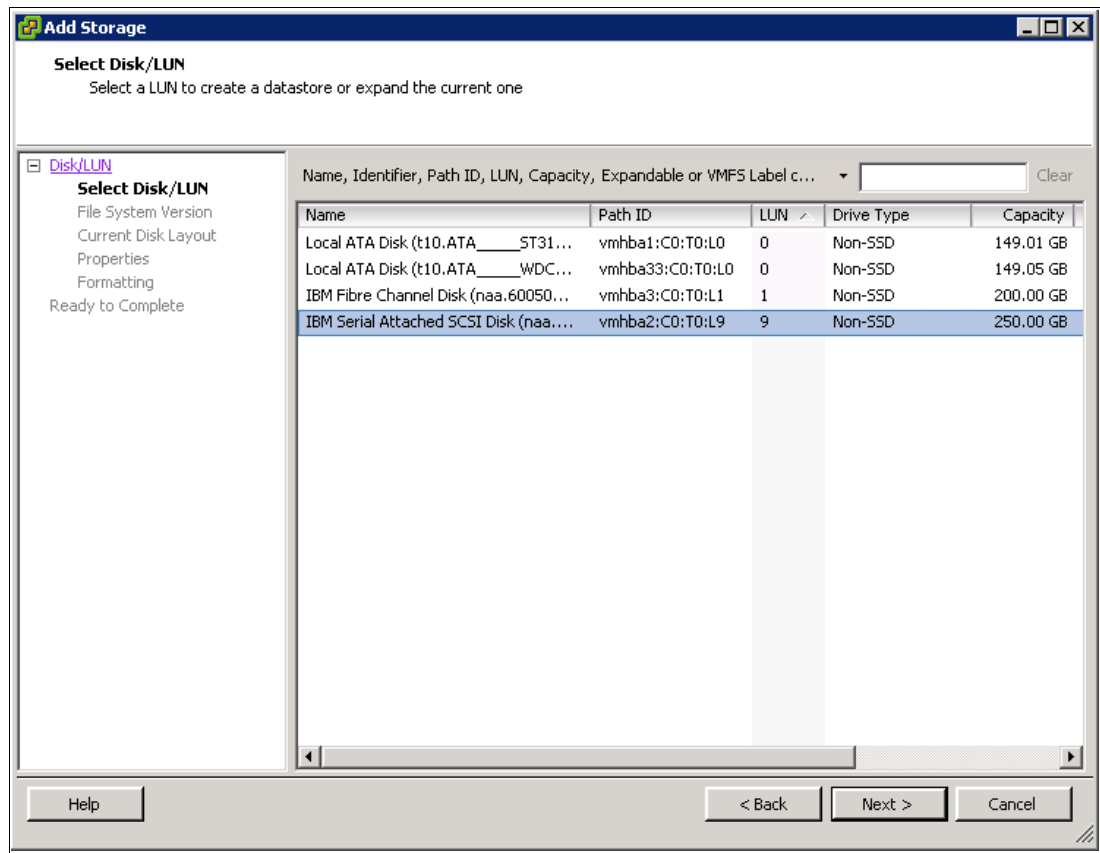 Add Storage
Select Disk/LUN
Select a LUN to create a datastore or expand the current one
Disk/LUN
Select Disk/LUN
File System Version
Current Disk Layout
Properties
Formatting
Ready to Complete
Name, Identifier, Path ID, LUN, Capacity, Expandable or VMFS Label c... Clear
Name Path ID LUN Drive Type Capacity
Local ATA Disk (t10.ATA_____ST31... vmhba1:C0:T0:L0 0 Non-SSD 149.01 GB
Local ATA Disk (t10.ATA_____WDC... vmhba33:C0:T0:L0 0 Non-SSD 149.05 GB
IBM Fibre Channel Disk (naa.60050... vmhba3:C0:T0:L1 1 Non-SSD 200.00 GB
IBM Serial Attached SCSI Disk (naa.... vmhba2:C0:T0:L9 9 Non-SSD 250.00 GB
Help < Back Next > Cancel